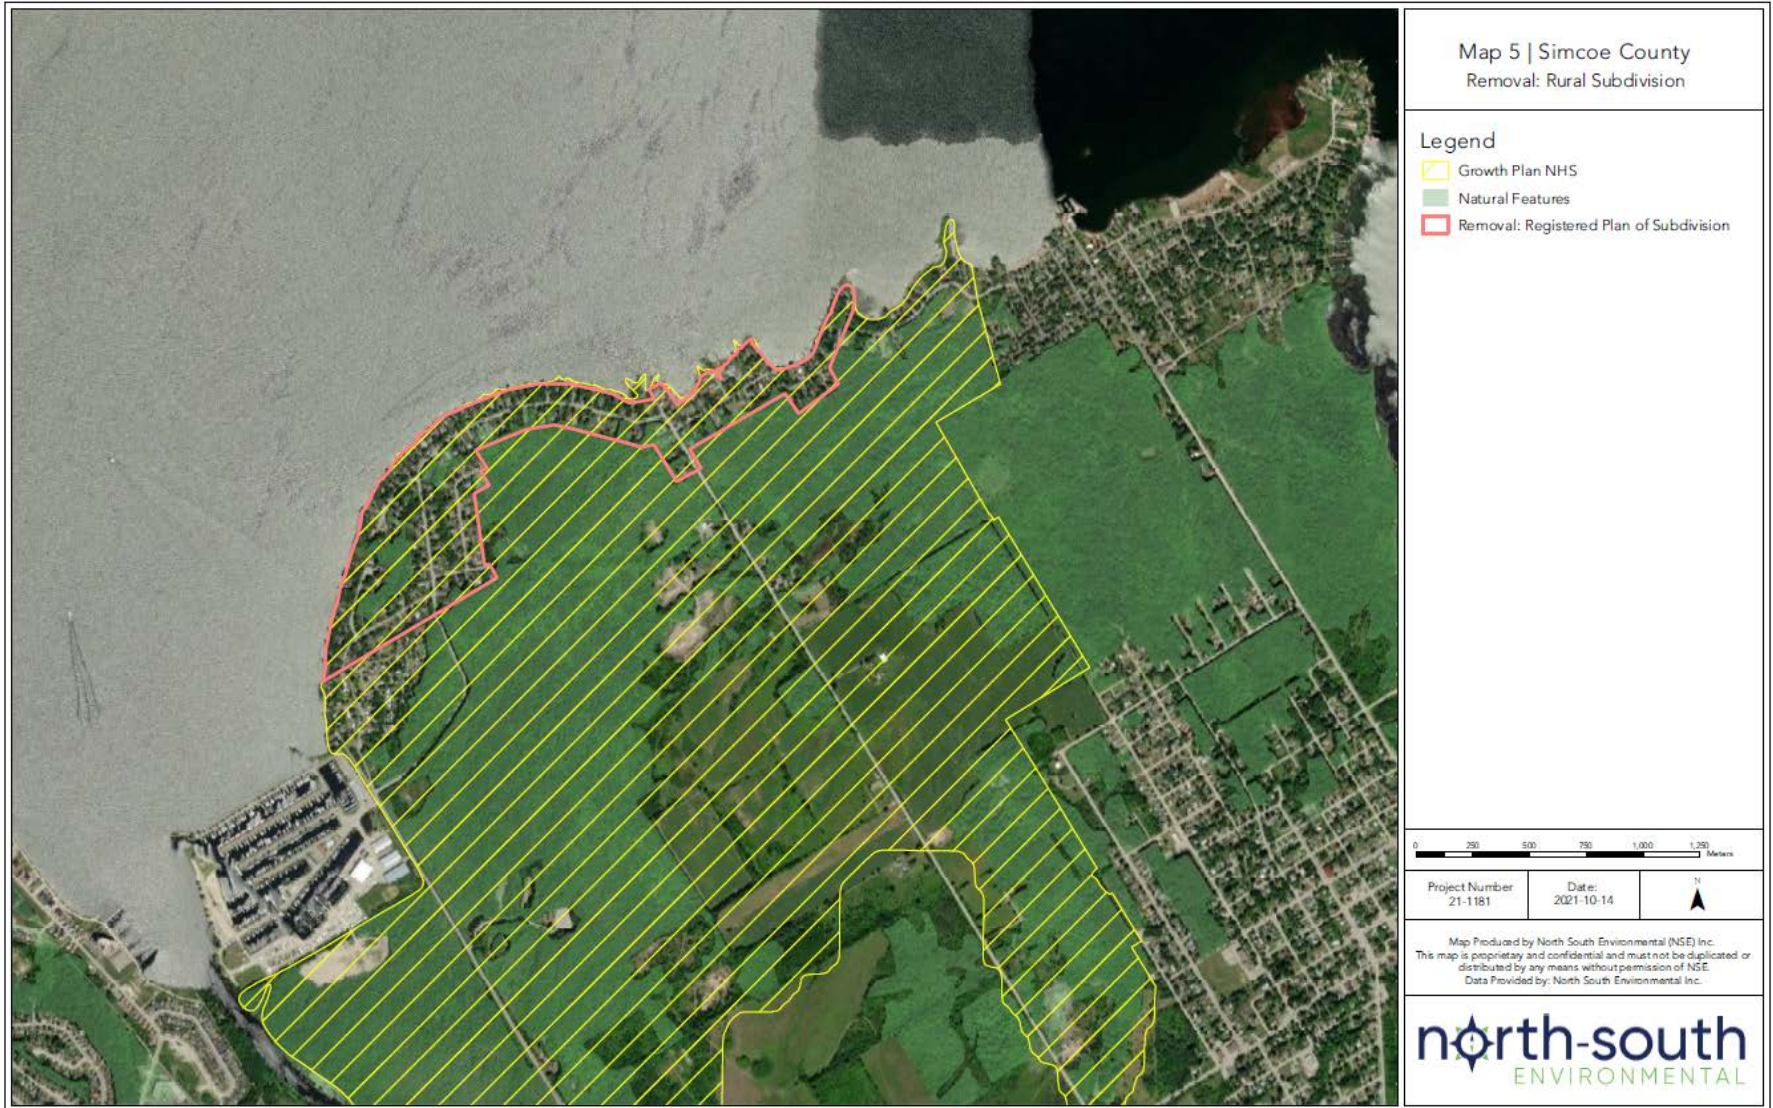 Map 5 | Simcoe County
Removal: Rural Subdivision
Legend
Growth Plan NHS
Natural Features
Removal: Registered Plan of Subdivision
0 250 500 750 1,000 1,250
Meters
Project Number
21-1181
Date:
2021-10-14
N
Map Produced by North South Environmental (NSE) Inc.
This map is proprietary and confidential and must not be duplicated or
distributed by any means without permission of NSE.
Data Provided by: North South Environmental Inc.
north-south
ENVIRONMENTAL